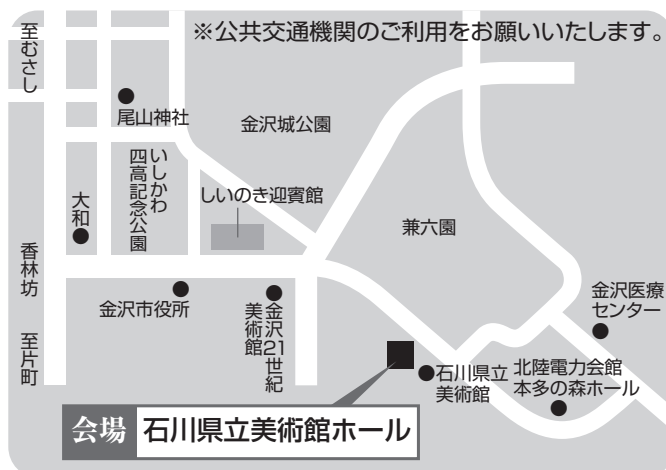 ※公共交通機関のご利用をお願いいたします。
至むさし
尾山神社
金沢城公園
いしかわ
四高記念公園
しいのき迎賓館
大和
兼六園
香林坊
至片町
金沢市役所
金沢21世紀
美術館
金沢医療
センター
石川県立
美術館
北陸電力会館
本多の森ホール
会場 石川県立美術館ホール